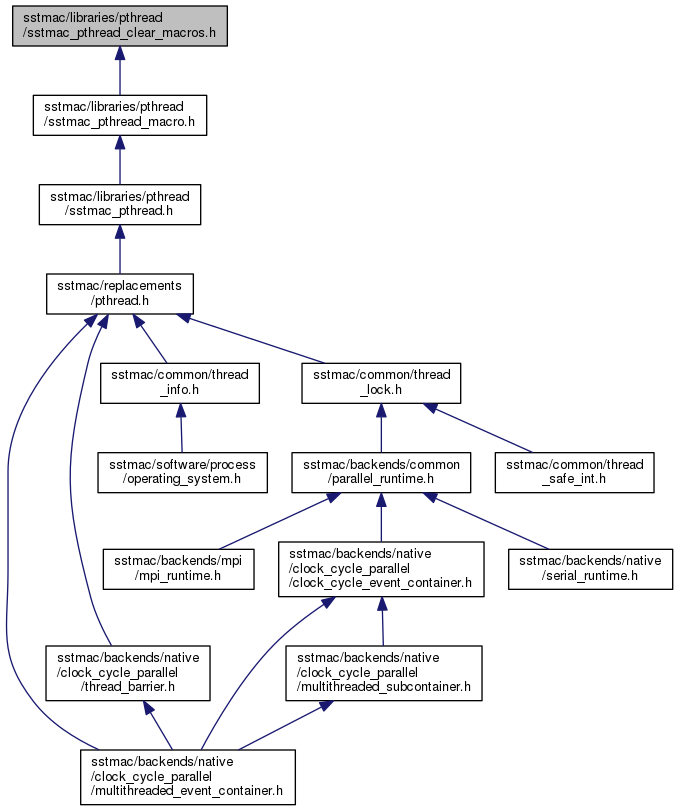 sstmac/libraries/pthread
/sstmac_pthread_clear_macros.h
sstmac/libraries/pthread
/sstmac_pthread_macro.h
sstmac/libraries/pthread
/sstmac_pthread.h
sstmac/replacements
/pthread.h
sstmac/common/thread
_info.h
sstmac/common/thread
_lock.h
sstmac/software/process
/operating_system.h
sstmac/backends/common
/parallel_runtime.h
sstmac/common/thread
_safe_int.h
sstmac/backends/mpi
/mpi_runtime.h
sstmac/backends/native
/clock_cycle_parallel
/clock_cycle_event_container.h
sstmac/backends/native
/serial_runtime.h
sstmac/backends/native
/clock_cycle_parallel
/thread_barrier.h
sstmac/backends/native
/clock_cycle_parallel
/multithreaded_subcontainer.h
sstmac/backends/native
/clock_cycle_parallel
/multithreaded_event_container.h